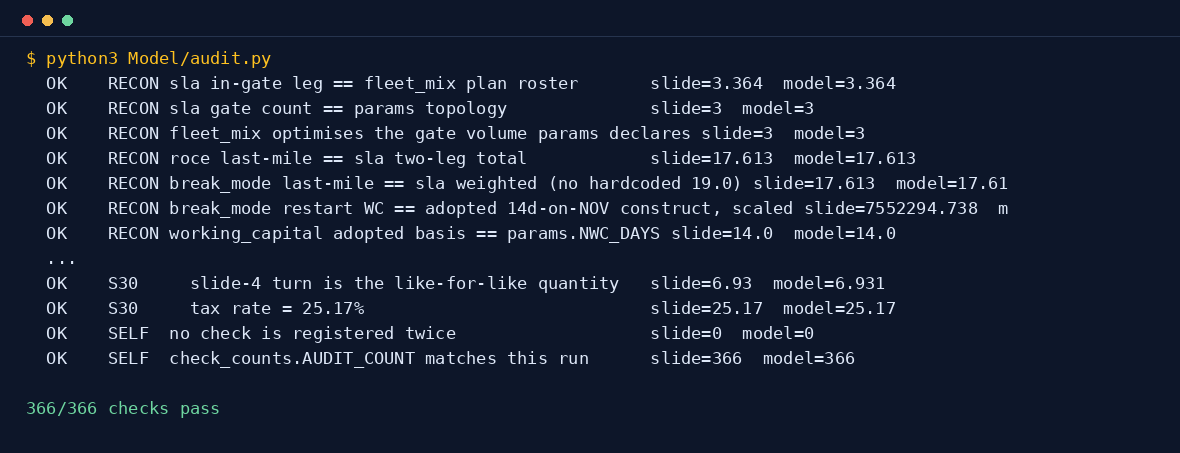 $ python3 Model/audit.py
OK RECON sla in-gate leg == fleet_mix plan roster slide=3.364 model=3.364
OK RECON sla gate count == params topology slide=3 model=3
OK RECON fleet_mix optimises the gate volume params declares slide=3 model=3
OK RECON roce last-mile == sla two-leg total slide=17.613 model=17.613
OK RECON break_mode last-mile == sla weighted (no hardcoded 19.0) slide=17.613 model=17.61
OK RECON break_mode restart WC == adopted 14d-on-NOV construct, scaled slide=7552294.738 m
OK RECON working_capital adopted basis == params.NWC_DAYS slide=14.0 model=14.0
...
OK S30 slide-4 turn is the like-for-like quantity slide=6.93 model=6.931
OK S30 tax rate = 25.17% slide=25.17 model=25.17
OK SELF no check is registered twice slide=0 model=0
OK SELF check_counts.AUDIT_COUNT matches this run slide=366 model=366
366/366 checks pass